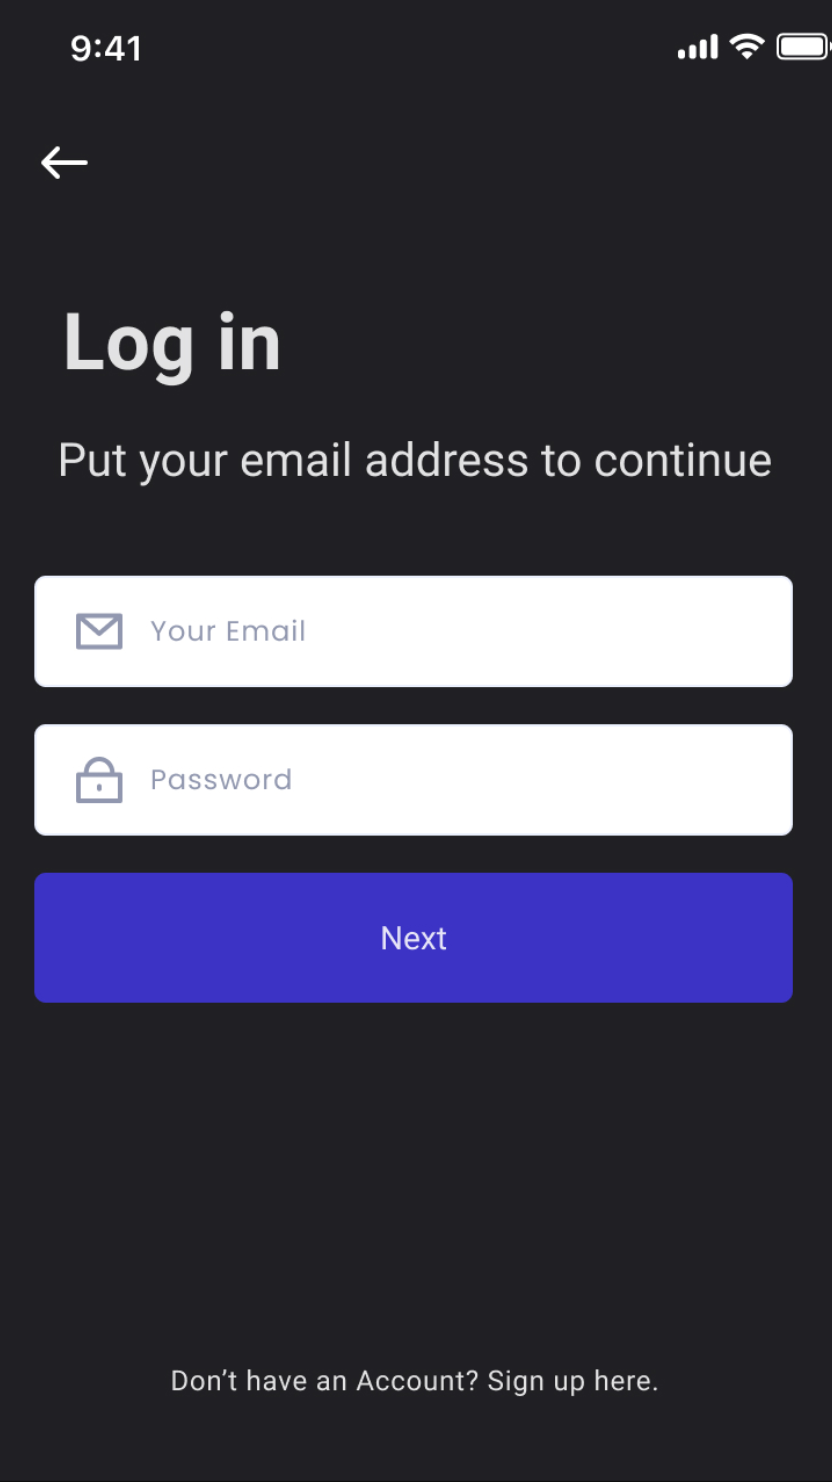 9:41
Log in
Put your email address to continue
Your Email
Password
Next
Don’t have an Account? Sign up here.